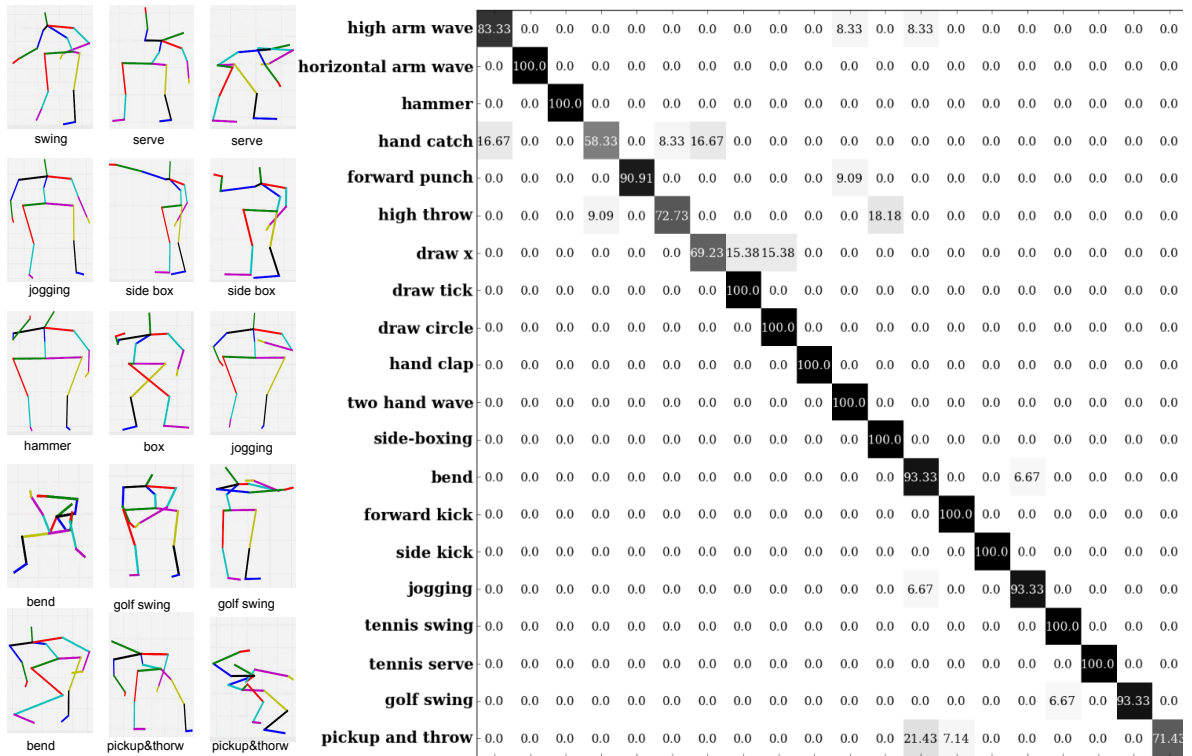 swing serve serve
jogging side box side box
hammer box jogging
bend golf swing golf swing
bend pickup&thorw pickup&thorw
high arm wave 83.33 0.0 0.0 0.0 0.0 0.0 0.0 0.0 0.0 0.0 8.33 0.0 8.33 0.0 0.0 0.0 0.0 0.0 0.0 0.0
horizontal arm wave 0.0 100.0 0.0 0.0 0.0 0.0 0.0 0.0 0.0 0.0 0.0 0.0 0.0 0.0 0.0 0.0 0.0 0.0 0.0 0.0
hammer 0.0 0.0 100.0 0.0 0.0 0.0 0.0 0.0 0.0 0.0 0.0 0.0 0.0 0.0 0.0 0.0 0.0 0.0 0.0 0.0
hand catch 16.67 0.0 0.0 58.33 0.0 8.33 16.67 0.0 0.0 0.0 0.0 0.0 0.0 0.0 0.0 0.0 0.0 0.0 0.0 0.0
forward punch 0.0 0.0 0.0 0.0 90.91 0.0 0.0 0.0 0.0 0.0 9.09 0.0 0.0 0.0 0.0 0.0 0.0 0.0 0.0 0.0
high throw 0.0 0.0 0.0 9.09 0.0 72.73 0.0 0.0 0.0 0.0 0.0 18.18 0.0 0.0 0.0 0.0 0.0 0.0 0.0 0.0
draw x 0.0 0.0 0.0 0.0 0.0 0.0 69.23 15.38 15.38 0.0 0.0 0.0 0.0 0.0 0.0 0.0 0.0 0.0 0.0 0.0
draw tick 0.0 0.0 0.0 0.0 0.0 0.0 0.0 100.0 0.0 0.0 0.0 0.0 0.0 0.0 0.0 0.0 0.0 0.0 0.0 0.0
draw circle 0.0 0.0 0.0 0.0 0.0 0.0 0.0 0.0 100.0 0.0 0.0 0.0 0.0 0.0 0.0 0.0 0.0 0.0 0.0 0.0
hand clap 0.0 0.0 0.0 0.0 0.0 0.0 0.0 0.0 0.0 100.0 0.0 0.0 0.0 0.0 0.0 0.0 0.0 0.0 0.0 0.0
two hand wave 0.0 0.0 0.0 0.0 0.0 0.0 0.0 0.0 0.0 0.0 100.0 0.0 0.0 0.0 0.0 0.0 0.0 0.0 0.0 0.0
side-boxing 0.0 0.0 0.0 0.0 0.0 0.0 0.0 0.0 0.0 0.0 0.0 100.0 0.0 0.0 0.0 0.0 0.0 0.0 0.0 0.0
bend 0.0 0.0 0.0 0.0 0.0 0.0 0.0 0.0 0.0 0.0 0.0 0.0 93.33 0.0 0.0 6.67 0.0 0.0 0.0 0.0
forward kick 0.0 0.0 0.0 0.0 0.0 0.0 0.0 0.0 0.0 0.0 0.0 0.0 0.0 100.0 0.0 0.0 0.0 0.0 0.0 0.0
side kick 0.0 0.0 0.0 0.0 0.0 0.0 0.0 0.0 0.0 0.0 0.0 0.0 0.0 0.0 100.0 0.0 0.0 0.0 0.0 0.0
jogging 0.0 0.0 0.0 0.0 0.0 0.0 0.0 0.0 0.0 0.0 0.0 0.0 6.67 0.0 0.0 93.33 0.0 0.0 0.0 0.0
tennis swing 0.0 0.0 0.0 0.0 0.0 0.0 0.0 0.0 0.0 0.0 0.0 0.0 0.0 0.0 0.0 0.0 100.0 0.0 0.0 0.0
tennis serve 0.0 0.0 0.0 0.0 0.0 0.0 0.0 0.0 0.0 0.0 0.0 0.0 0.0 0.0 0.0 0.0 0.0 100.0 0.0 0.0
golf swing 0.0 0.0 0.0 0.0 0.0 0.0 0.0 0.0 0.0 0.0 0.0 0.0 0.0 0.0 0.0 0.0 6.67 0.0 93.33 0.0
pickup and throw 0.0 0.0 0.0 0.0 0.0 0.0 0.0 0.0 0.0 0.0 0.0 0.0 21.43 7.14 0.0 0.0 0.0 0.0 0.0 71.43